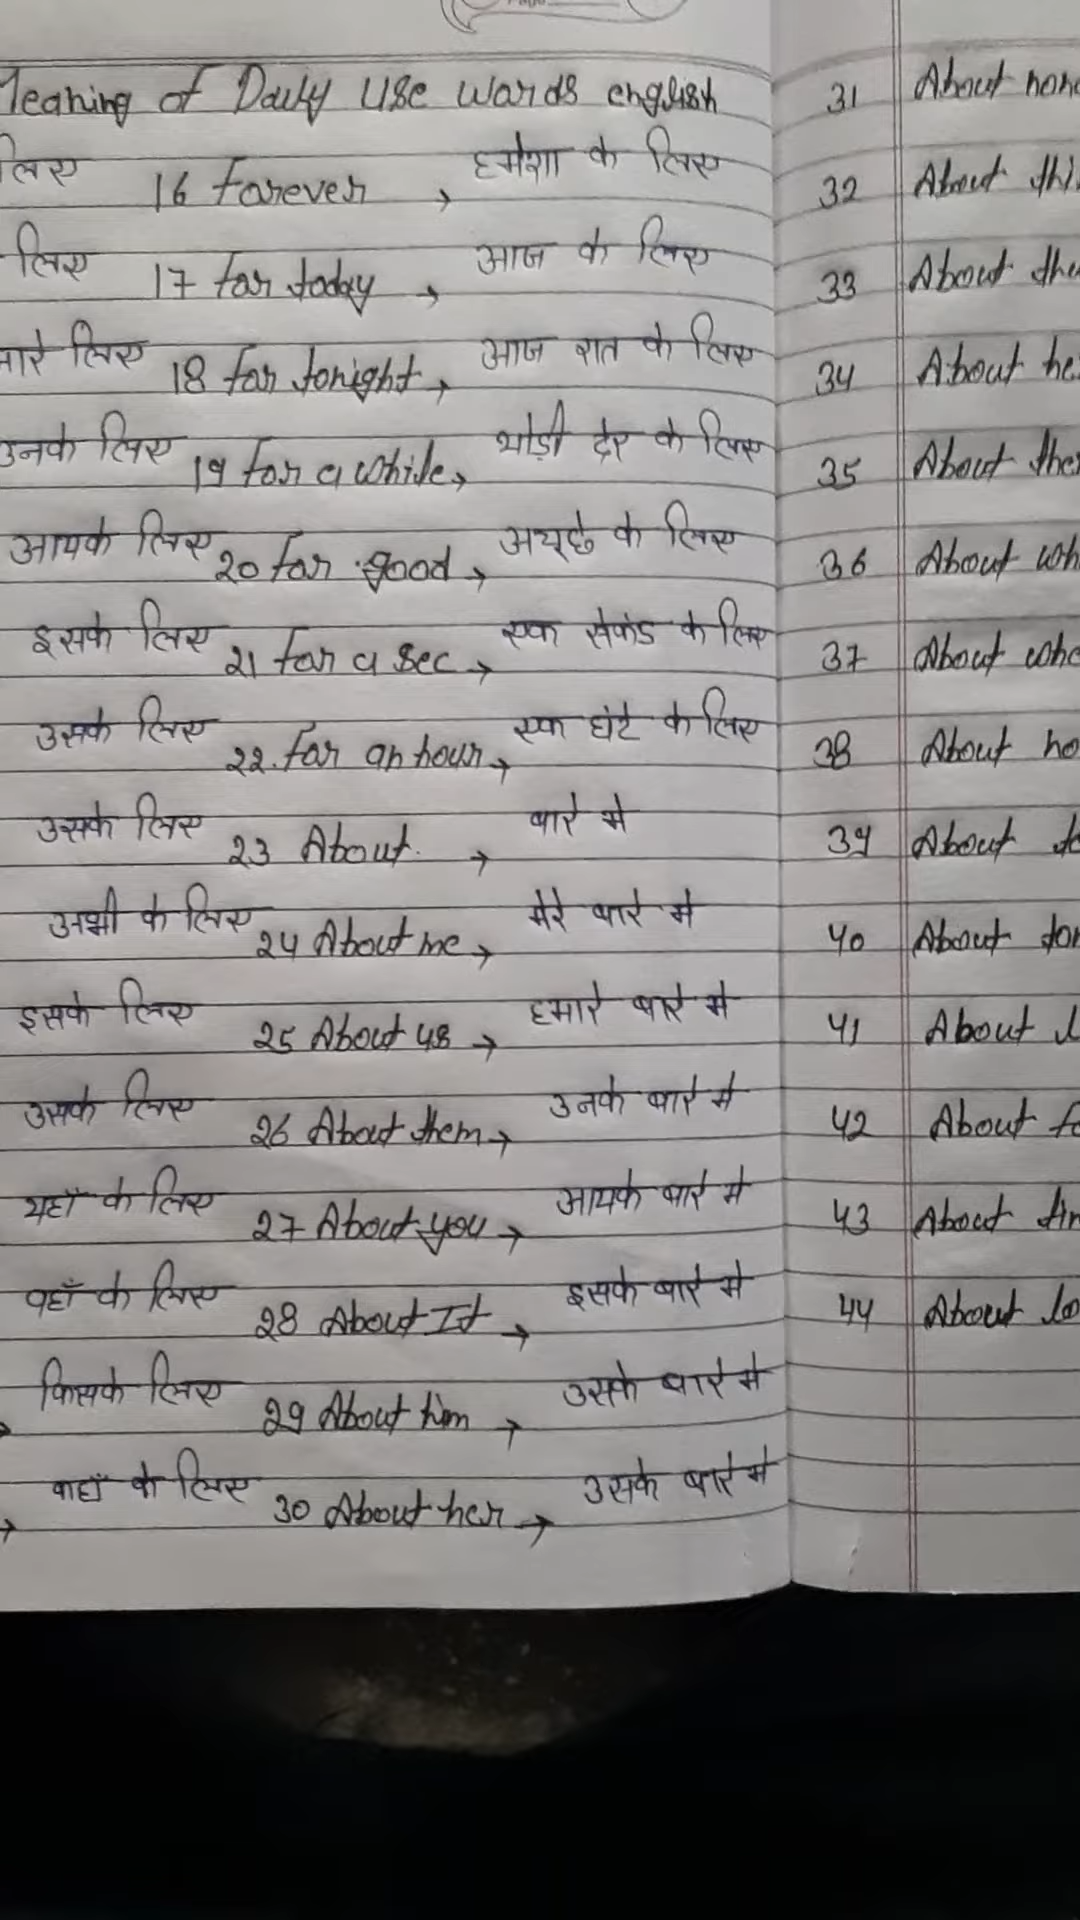 Meaning of Daily use words english
लिए 16 forever → हमेशा के लिए
लिए 17 for today → आज के लिए
लिए 18 for tonight → आज रात के लिए
उनके लिए 19 for a while → थोड़ी देर के लिए
आपके लिए 20 for good → अच्छे के लिए
इसके लिए 21 for a sec → एक सेकंड के लिए
उसके लिए 22 for an hour → एक घंटे के लिए
उसके लिए 23 About → बारे मे
अभी के लिए 24 About me → मेरे बारे मे
इसके लिए 25 About us → हमारे बारे मे
उसके लिए 26 About them → उनके बारे मे
यहाँ के लिए 27 About you → आपके बारे मे
वहाँ के लिए 28 About It → इसके बारे मे
किसके लिए 29 About him → उसके बारे मे
कहाँ के लिए 30 About her → उसके बारे मे
31 About
32 About
33 About
34 About
35 About
36 About
37 About
38 About
39 About
40 About
41 About
42 About
43 About
44 About